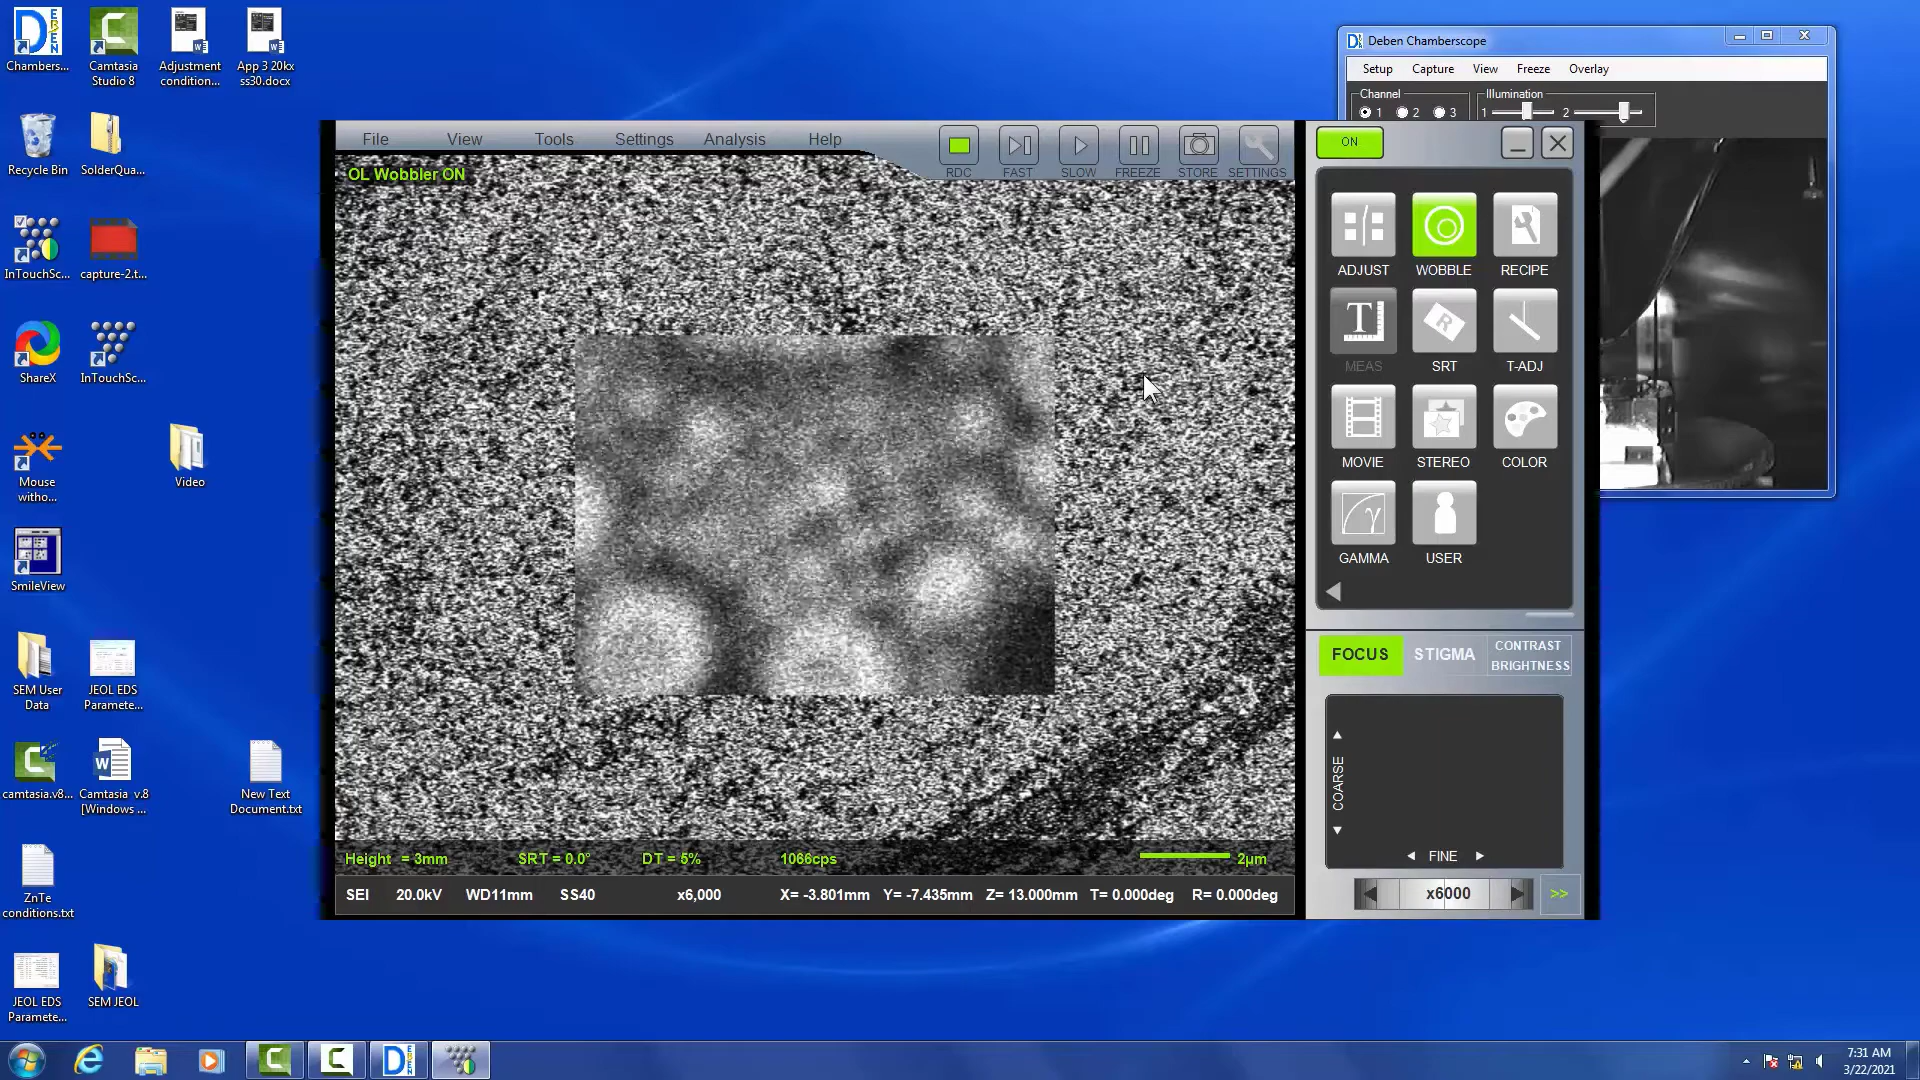 Chambers...
Camtasia
Studio 8
Adjustment
condition...
App 3 20kx
ss30.docx
Recycle Bin
SolderQua...
InTouchSc...
capture-2.t...
ShareX
InTouchSc...
Mouse
witho...
Video
SmileView
SEM User
Data
JEOL EDS
Paramete...
camtasia.v8...
Camtasia v.8
[Windows ...
New Text
Document.txt
ZnTe
conditions.txt
JEOL EDS
Paramete...
SEM JEOL
Deben Chamberscope
Setup Capture View Freeze Overlay
Channel
1 2 3
Illumination
1 2
File View Tools Settings Analysis Help
RDC FAST SLOW FREEZE STORE SETTINGS
OL Wobbler ON
ON
ADJUST WOBBLE RECIPE
MEAS SRT T-ADJ
MOVIE STEREO COLOR
GAMMA USER
FOCUS STIGMA CONTRAST
BRIGHTNESS
COARSE
FINE
x6000 >>
Height = 3mm SRT = 0.0° DT = 5% 1066cps 2µm
SEI 20.0kV WD11mm SS40 x6,000 X= -3.801mm Y= -7.435mm Z= 13.000mm T= 0.000deg R= 0.000deg
7:31 AM
3/22/2021